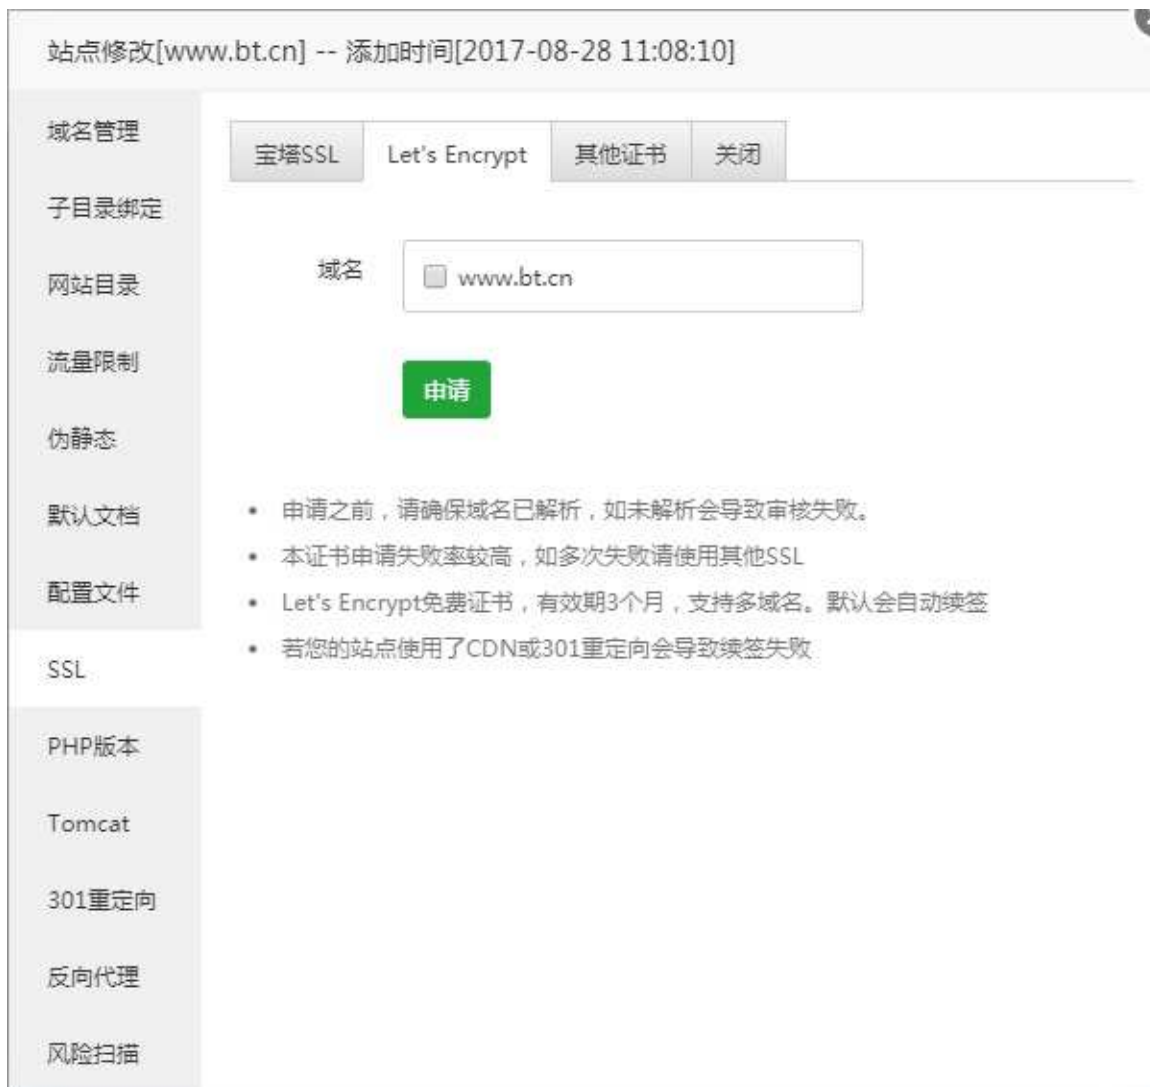 站点修改[www.bt.cn] -- 添加时间[2017-08-28 11:08:10]
域名管理
子目录绑定
网站目录
流量限制
伪静态
默认文档
配置文件
SSL
PHP版本
Tomcat
301重定向
反向代理
风险扫描
宝塔SSL
Let's Encrypt
其他证书
关闭
域名
www.bt.cn
申请
• 申请之前，请确保域名已解析，如未解析会导致审核失败。
• 本证书申请失败率较高，如多次失败请使用其他SSL
• Let's Encrypt免费证书，有效期3个月，支持多域名。默认会自动续签
• 若您的站点使用了CDN或301重定向会导致续签失败